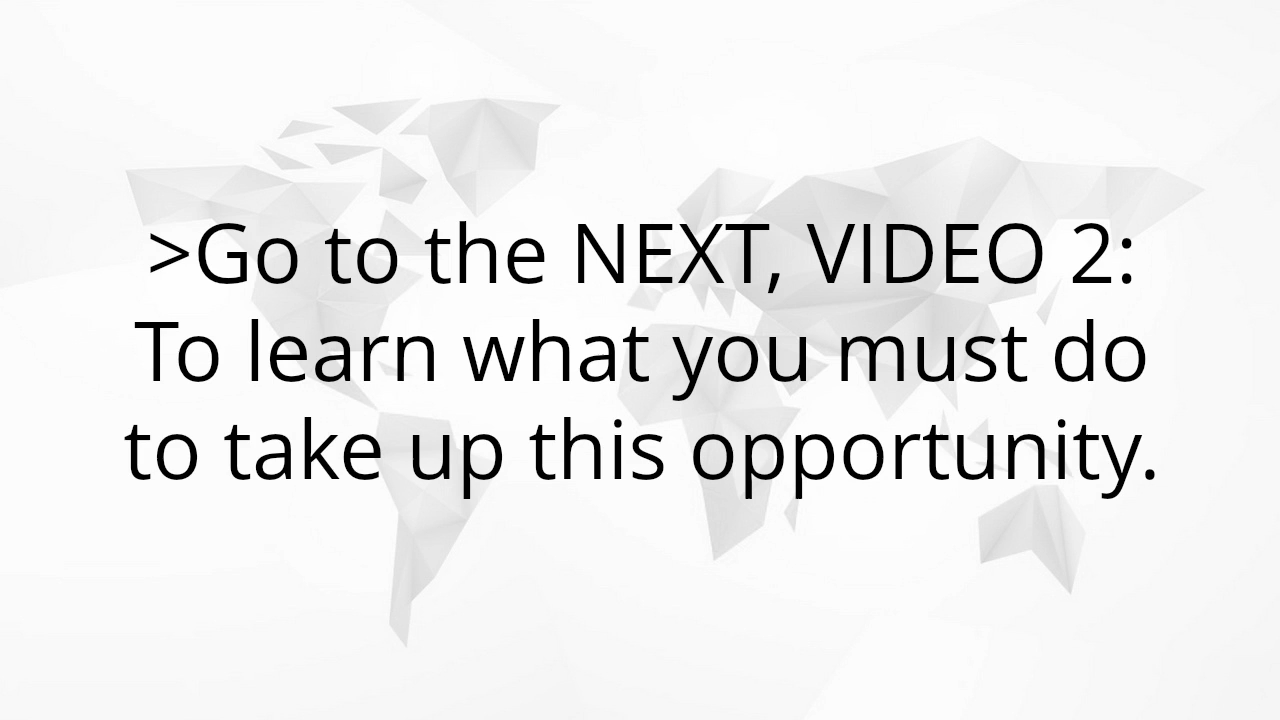 >Go to the NEXT, VIDEO 2:
To learn what you must do
to take up this opportunity.